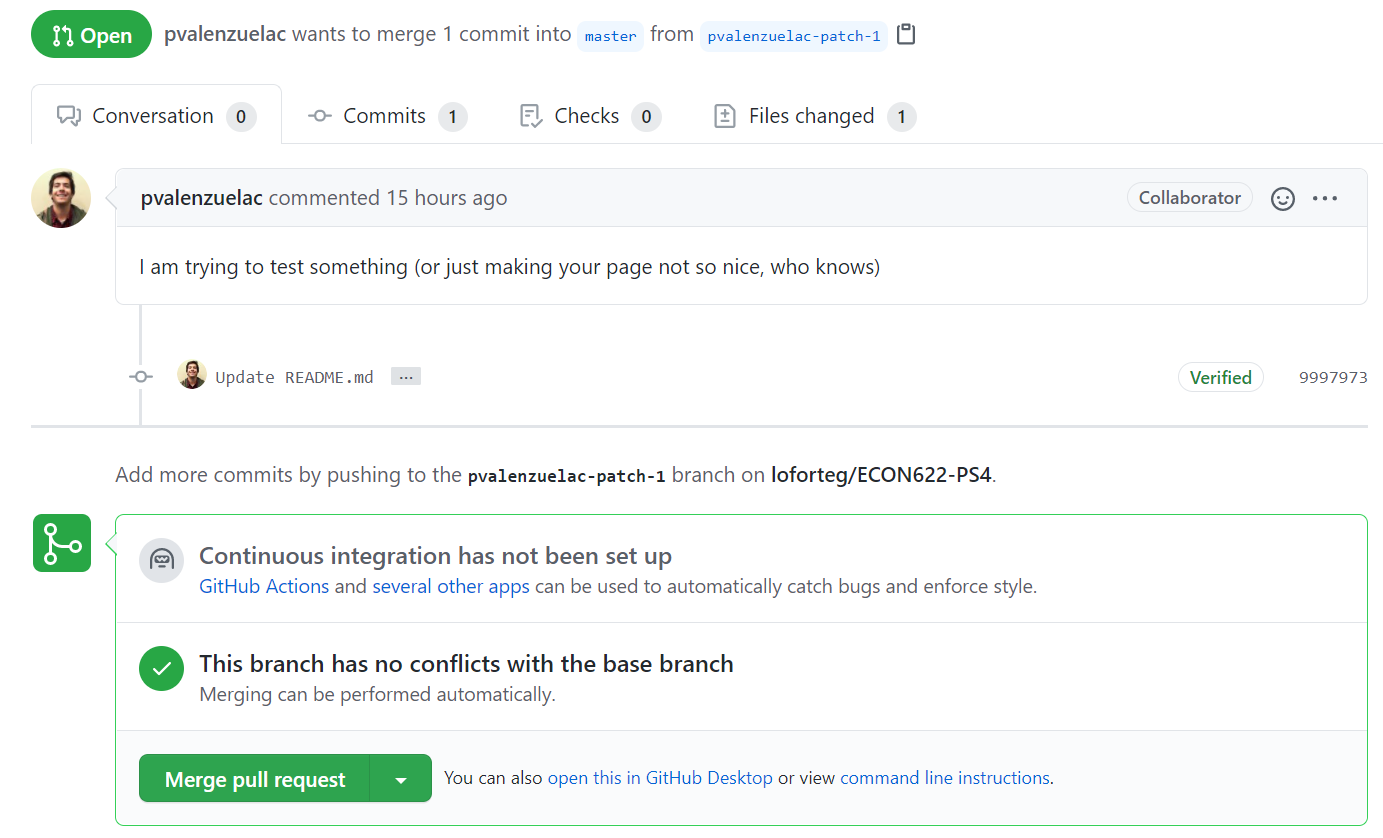 Open pvalenzuelac wants to merge 1 commit into master from pvalenzuelac-patch-1
Conversation 0 Commits 1 Checks 0 Files changed 1
pvalenzuelac commented 15 hours ago Collaborator ...
I am trying to test something (or just making your page not so nice, who knows)
Update README.md ... Verified 9997973
Add more commits by pushing to the pvalenzuelac-patch-1 branch on loforteg/ECON622-PS4.
Continuous integration has not been set up
GitHub Actions and several other apps can be used to automatically catch bugs and enforce style.
This branch has no conflicts with the base branch
Merging can be performed automatically.
Merge pull request You can also open this in GitHub Desktop or view command line instructions.